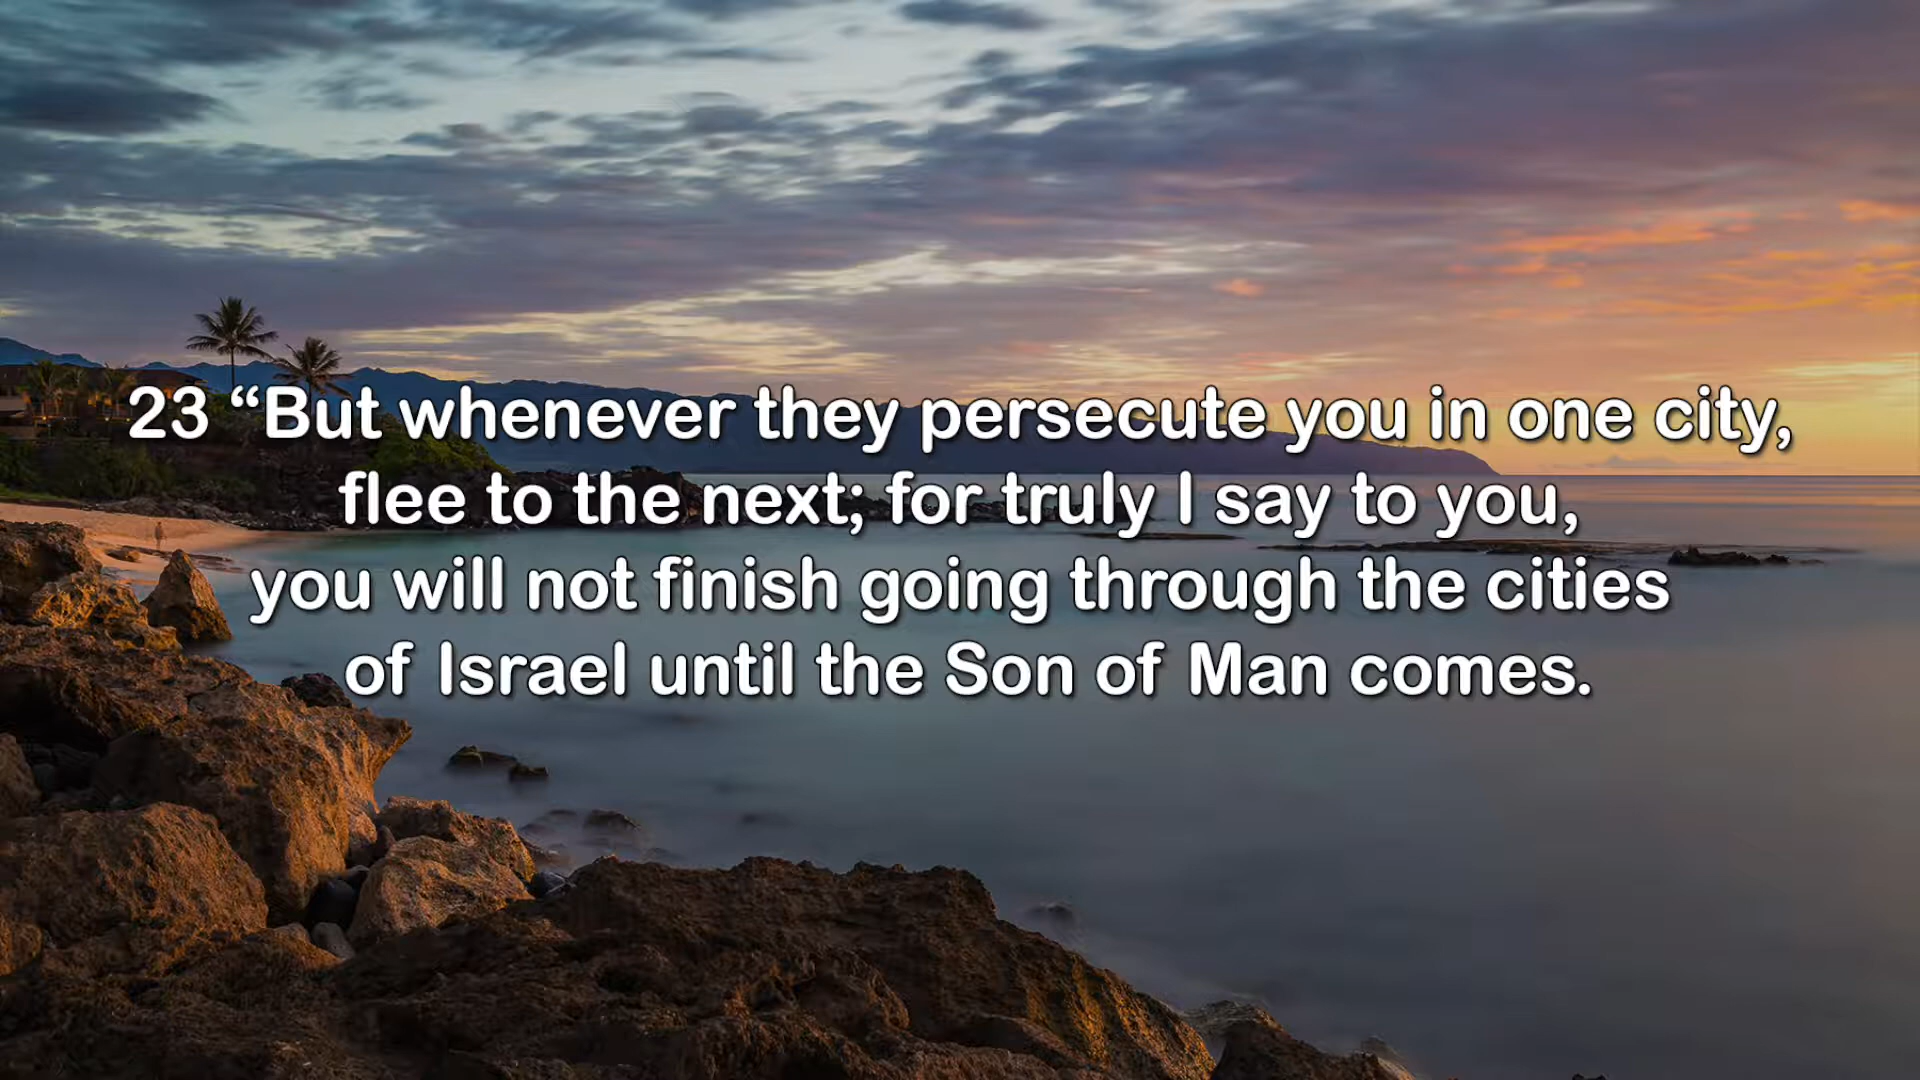 23 “But whenever they persecute you in one city,
flee to the next; for truly I say to you,
you will not finish going through the cities
of Israel until the Son of Man comes.